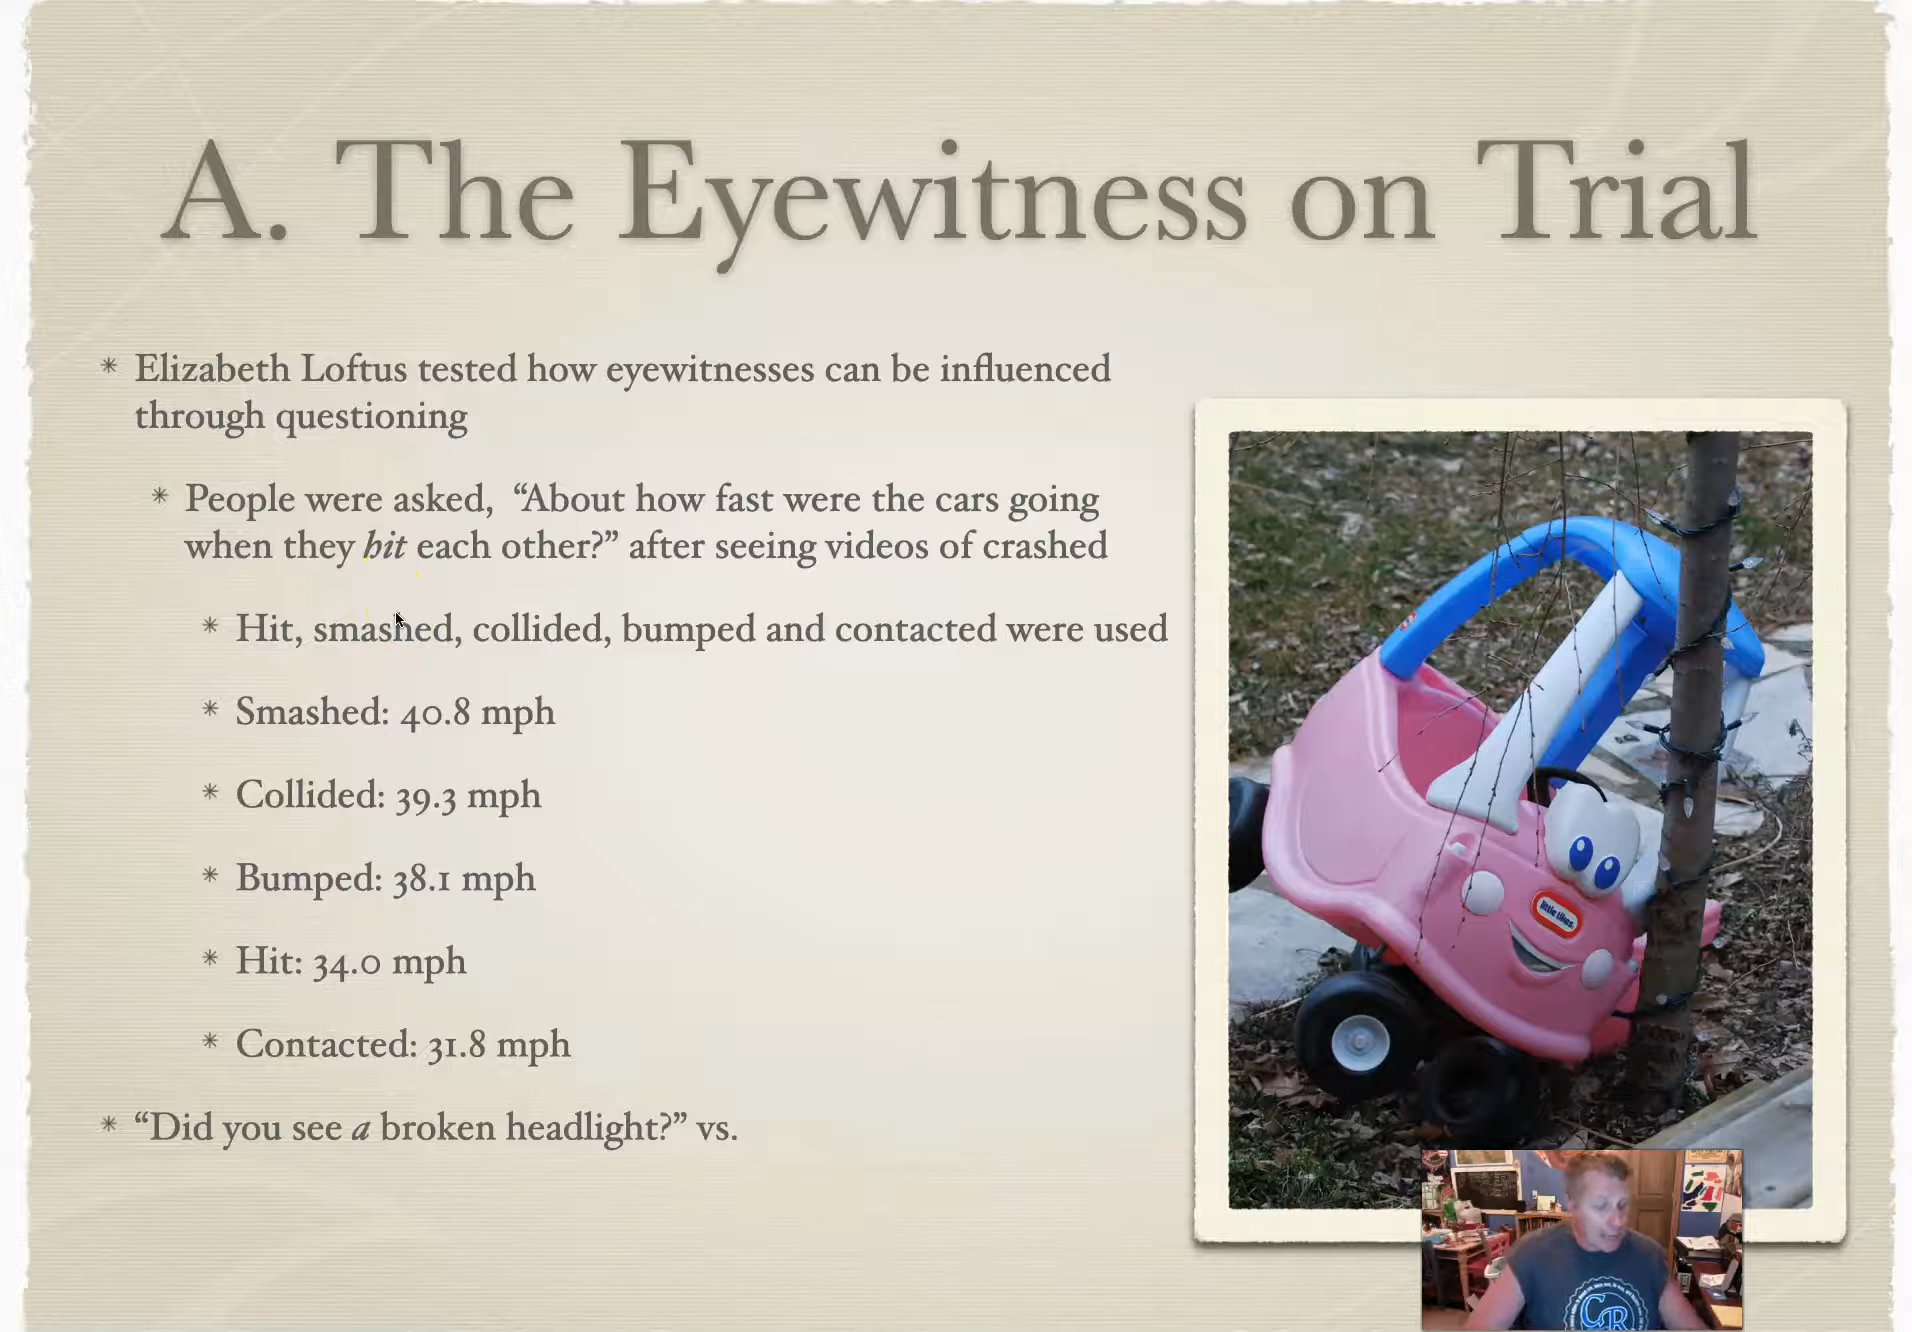 A. The Eyewitness on Trial
* Elizabeth Loftus tested how eyewitnesses can be influenced
through questioning
* People were asked, “About how fast were the cars going
when they hit each other?” after seeing videos of crashed
* Hit, smashed, collided, bumped and contacted were used
* Smashed: 40.8 mph
* Collided: 39.3 mph
* Bumped: 38.1 mph
* Hit: 34.0 mph
* Contacted: 31.8 mph
* “Did you see a broken headlight?” vs.
little tikes
CR